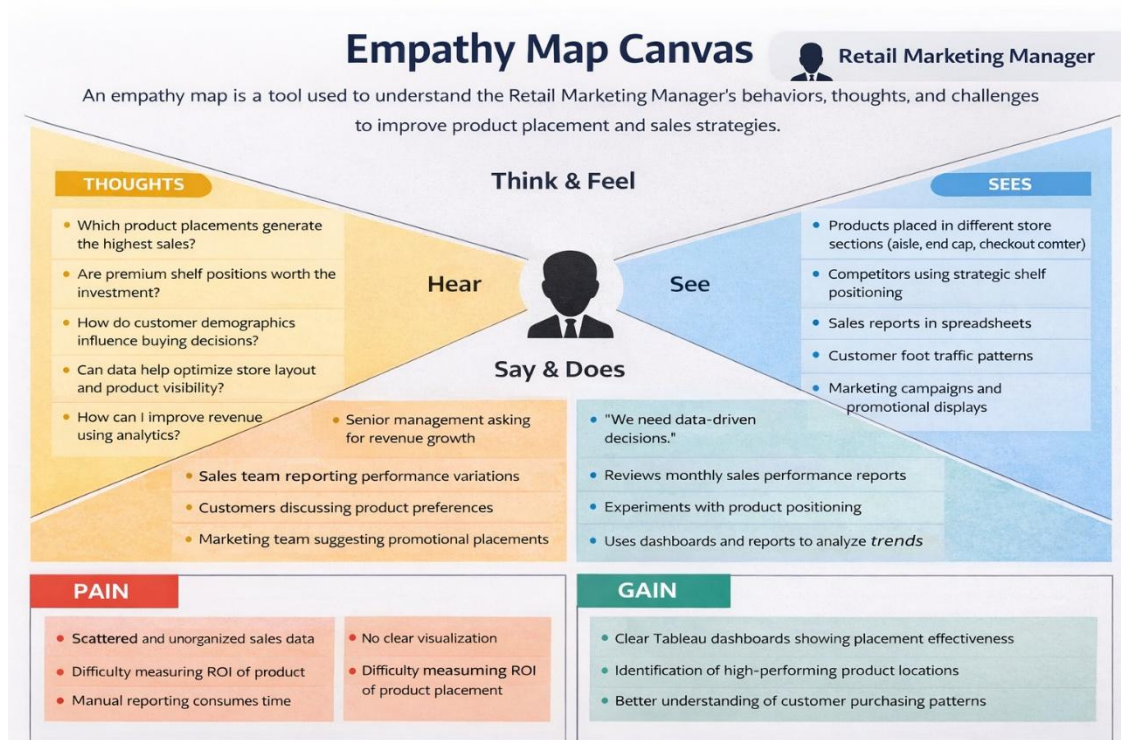 Empathy Map Canvas
Retail Marketing Manager
An empathy map is a tool used to understand the Retail Marketing Manager's behaviors, thoughts, and challenges
to improve product placement and sales strategies.
Think & Feel
THOUGHTS
• Which product placements generate
the highest sales?
• Are premium shelf positions worth the
investment?
• How do customer demographics
influence buying decisions?
• Can data help optimize store layout
and product visibility?
• How can I improve revenue
using analytics?
Hear
See
SEES
• Products placed in different store
sections (aisle, end cap, checkout comter)
• Competitors using strategic shelf
positioning
• Sales reports in spreadsheets
• Customer foot traffic patterns
• Marketing campaigns and
promotional displays
Say & Does
• Senior management asking
for revenue growth
• Sales team reporting performance variations
• Customers discussing product preferences
• Marketing team suggesting promotional placements
• "We need data-driven
decisions."
• Reviews monthly sales performance reports
• Experiments with product positioning
• Uses dashboards and reports to analyze trends
PAIN
• Scattered and unorganized sales data
• Difficulty measuring ROI of product
• Manual reporting consumes time
• No clear visualization
• Difficulty measuming ROI
of product placement
GAIN
• Clear Tableau dashboards showing placement effectiveness
• Identification of high-performing product locations
• Better understanding of customer purchasing patterns